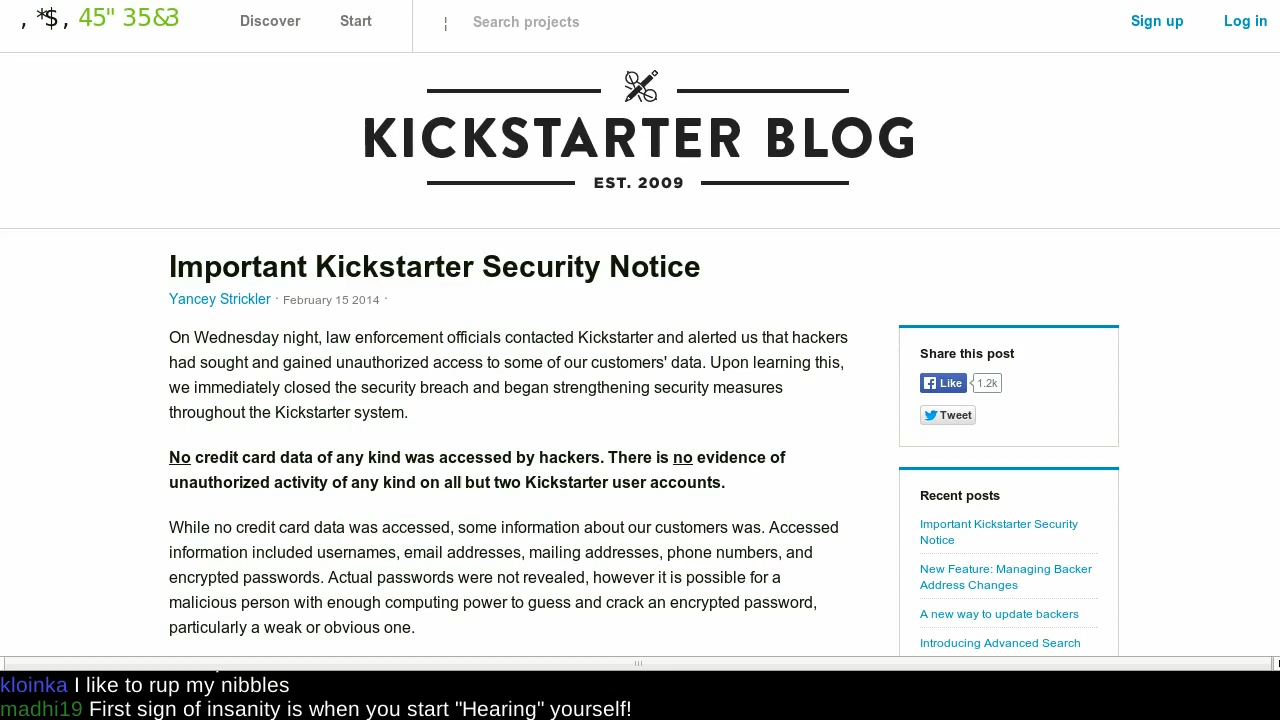 , *$, 45" 35&3
Discover
Start
Search projects
Sign up
Log in
KICKSTARTER BLOG
EST. 2009
Important Kickstarter Security Notice
Yancey Strickler · February 15 2014 ·
On Wednesday night, law enforcement officials contacted Kickstarter and alerted us that hackers
had sought and gained unauthorized access to some of our customers' data. Upon learning this,
we immediately closed the security breach and began strengthening security measures
throughout the Kickstarter system.
No credit card data of any kind was accessed by hackers. There is no evidence of
unauthorized activity of any kind on all but two Kickstarter user accounts.
While no credit card data was accessed, some information about our customers was. Accessed
information included usernames, email addresses, mailing addresses, phone numbers, and
encrypted passwords. Actual passwords were not revealed, however it is possible for a
malicious person with enough computing power to guess and crack an encrypted password,
particularly a weak or obvious one.
Share this post
Like 1.2k
Tweet
Recent posts
Important Kickstarter Security
Notice
New Feature: Managing Backer
Address Changes
A new way to update backers
Introducing Advanced Search
kloinka I like to rup my nibbles
madhi19 First sign of insanity is when you start "Hearing" yourself!